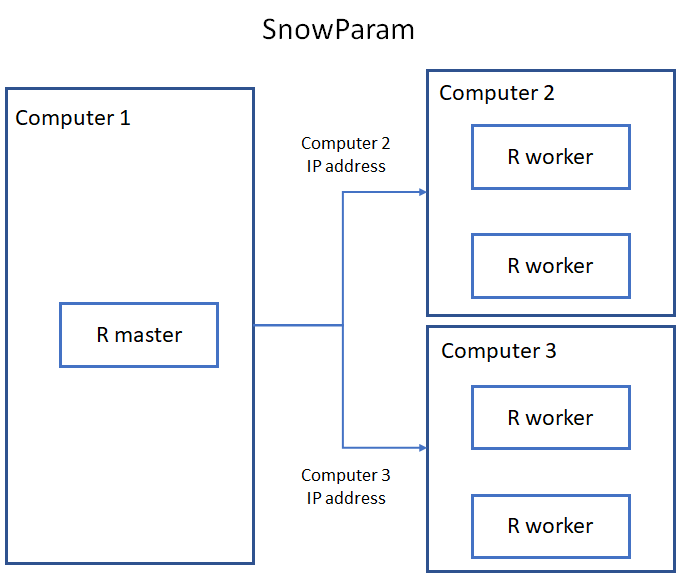 SnowParam
Computer 1
R master
Computer 2
IP address
Computer 3
IP address
Computer 2
R worker
R worker
Computer 3
R worker
R worker